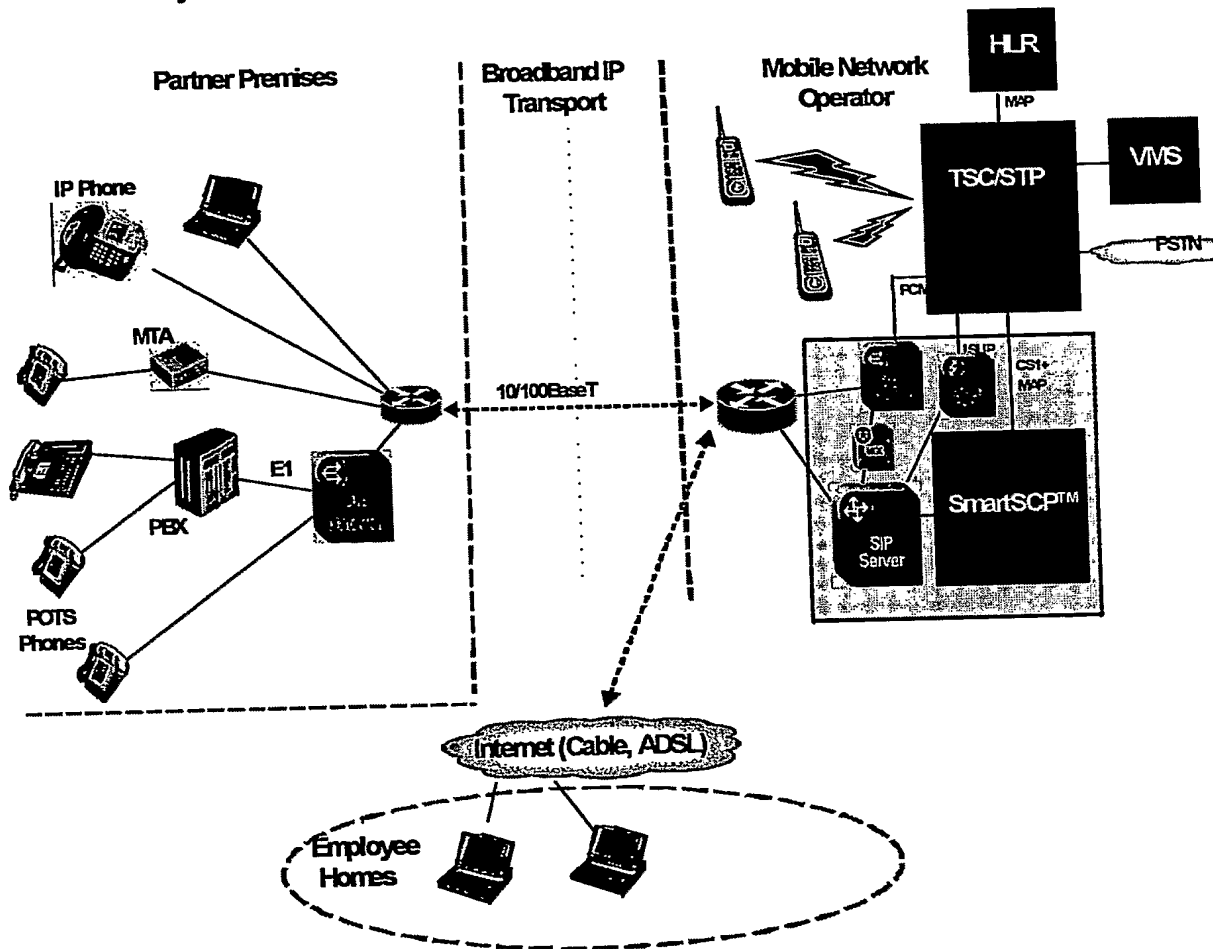 HLR
Partner Premises
Broadband IP
Transport
Mobile Network
Operator
MAP
TSC/STP
VMS
IP Phone
PSTN
PCM
MTA
ISUP
CS1+
MAP
10/100BaseT
E1
PBX
SmartSCP™
SIP
Server
POTS
Phones
Internet (Cable, ADSL)
Employee
Homes